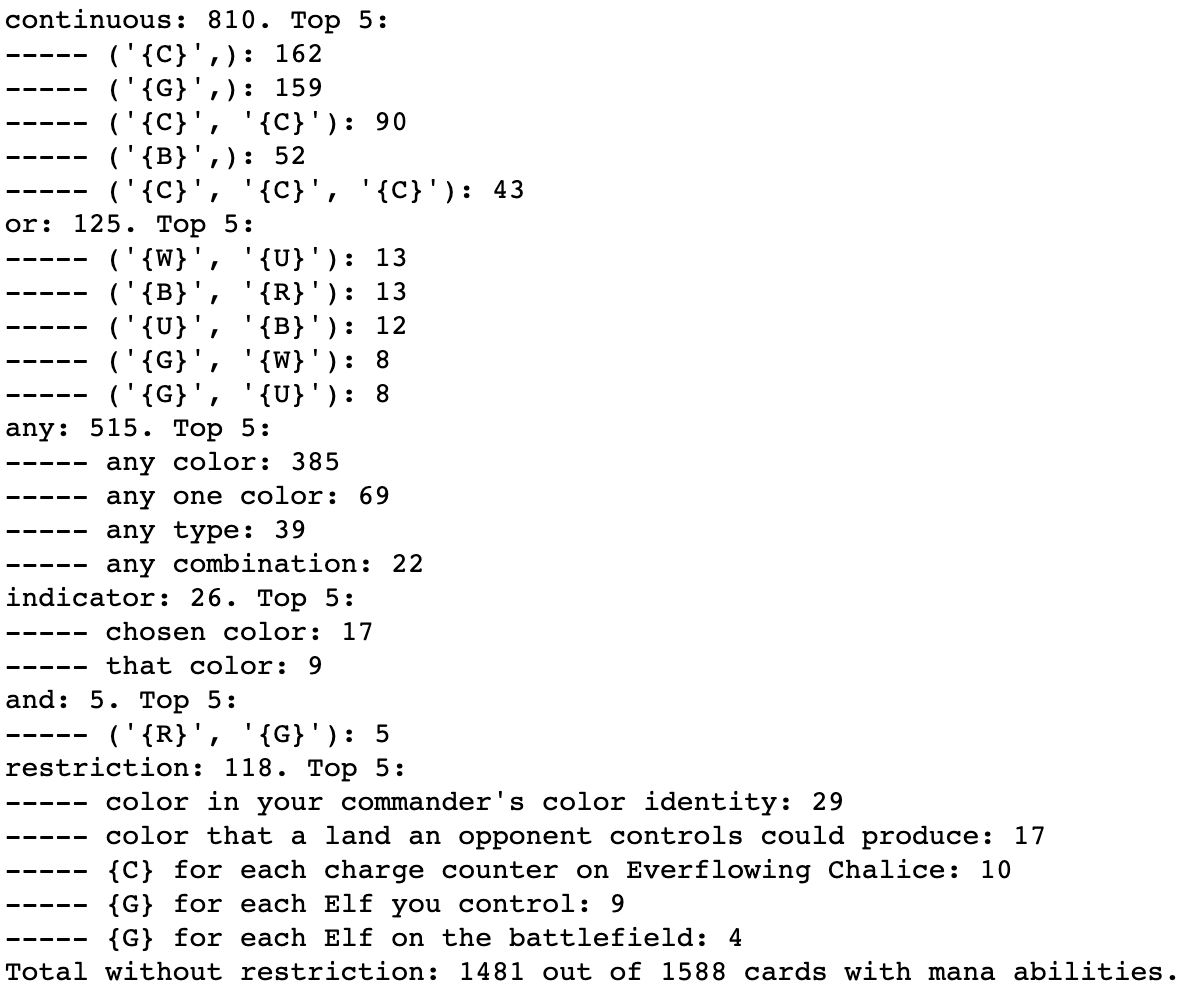 continuous: 810. Top 5:
----- ('{C}',): 162
----- ('{G}',): 159
----- ('{C}', '{C}'): 90
----- ('{B}',): 52
----- ('{C}', '{C}', '{C}'): 43
or: 125. Top 5:
----- ('{W}', '{U}'): 13
----- ('{B}', '{R}'): 13
----- ('{U}', '{B}'): 12
----- ('{G}', '{W}'): 8
----- ('{G}', '{U}'): 8
any: 515. Top 5:
----- any color: 385
----- any one color: 69
----- any type: 39
----- any combination: 22
indicator: 26. Top 5:
----- chosen color: 17
----- that color: 9
and: 5. Top 5:
----- ('{R}', '{G}'): 5
restriction: 118. Top 5:
----- color in your commander's color identity: 29
----- color that a land an opponent controls could produce: 17
----- {C} for each charge counter on Everflowing Chalice: 10
----- {G} for each Elf you control: 9
----- {G} for each Elf on the battlefield: 4
Total without restriction: 1481 out of 1588 cards with mana abilities.